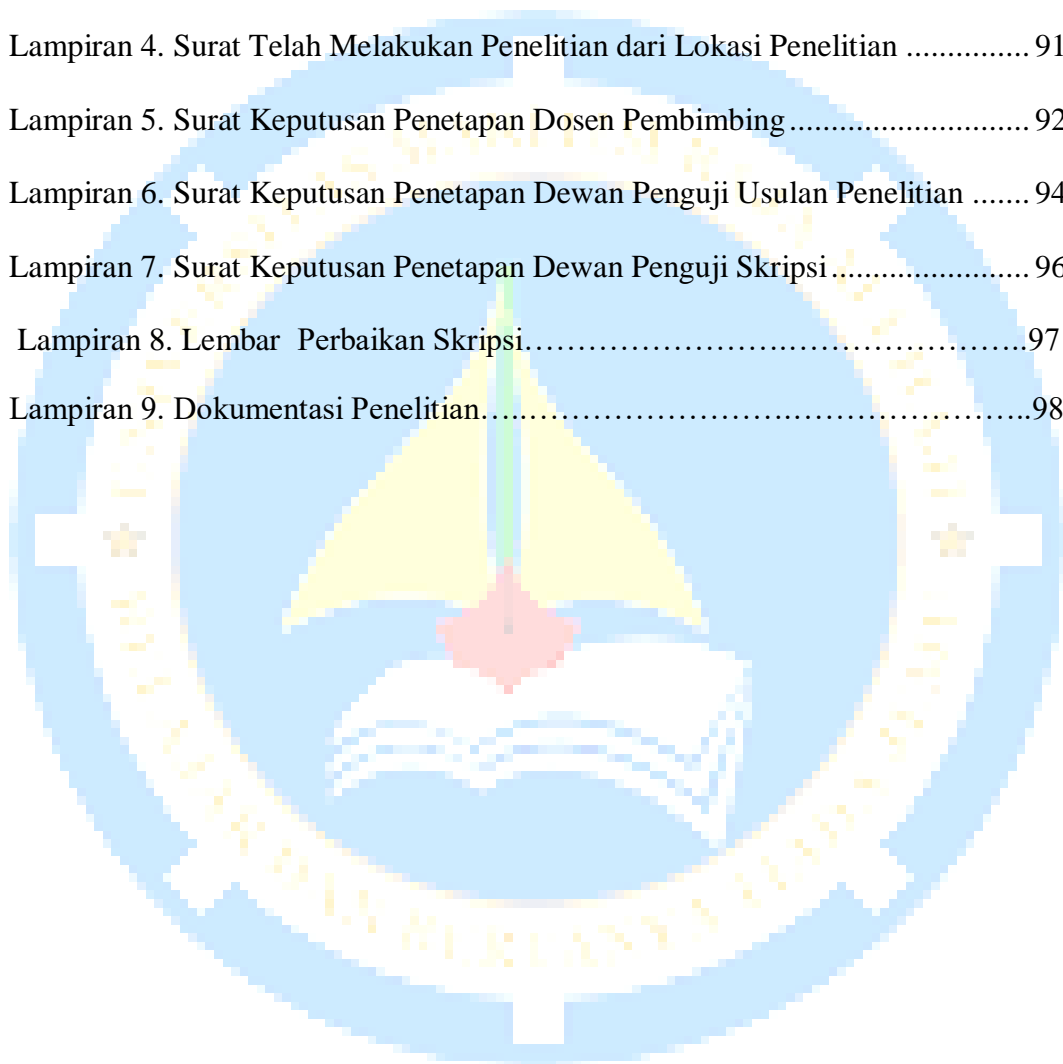 Lampiran 4. Surat Telah Melakukan Penelitian dari Lokasi Penelitian .............. 91
Lampiran 5. Surat Keputusan Penetapan Dosen Pembimbing .......................... 92
Lampiran 6. Surat Keputusan Penetapan Dewan Penguji Usulan Penelitian ....... 94
Lampiran 7. Surat Keputusan Penetapan Dewan Penguji Skripsi ...................... 96
Lampiran 8. Lembar  Perbaikan Skripsi…………………….…………………..97
Lampiran 9. Dokumentasi Penelitian….…………………….…………………..98